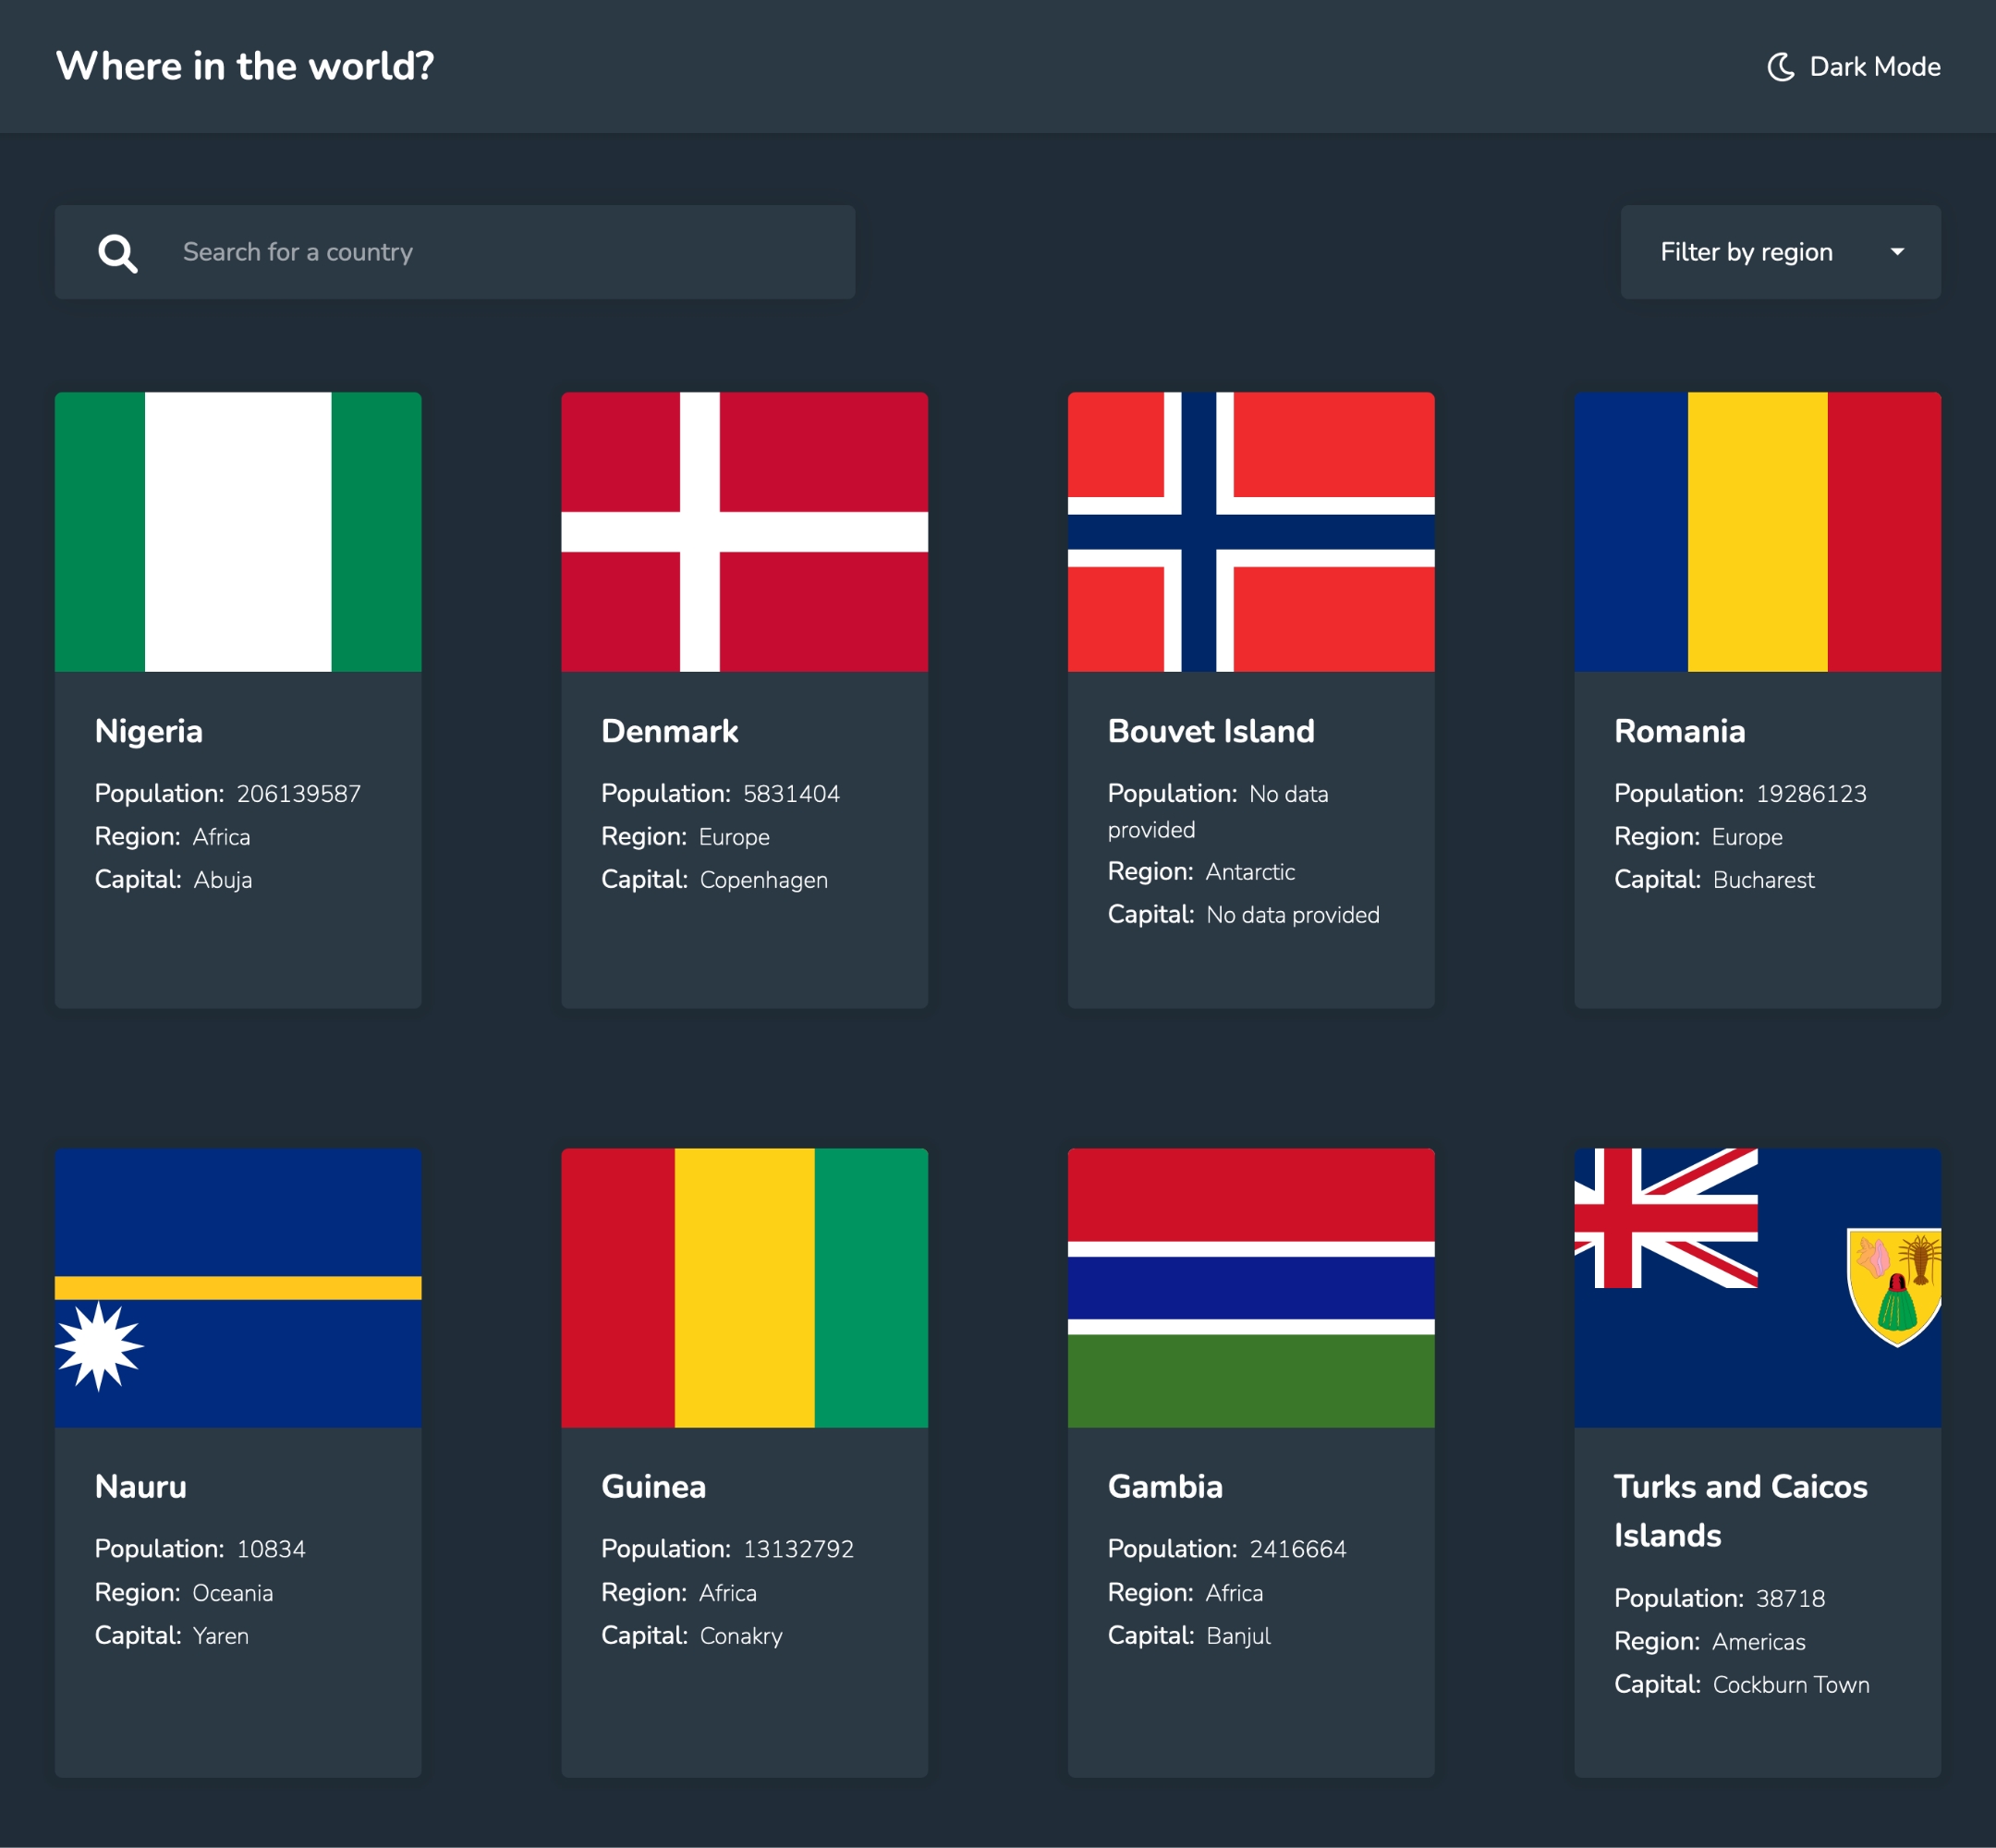 Where in the world?
Dark Mode
Search for a country
Filter by region
Nigeria
Population: 206139587
Region: Africa
Capital: Abuja
Denmark
Population: 5831404
Region: Europe
Capital: Copenhagen
Bouvet Island
Population: No data
provided
Region: Antarctic
Capital: No data provided
Romania
Population: 19286123
Region: Europe
Capital: Bucharest
Nauru
Population: 10834
Region: Oceania
Capital: Yaren
Guinea
Population: 13132792
Region: Africa
Capital: Conakry
Gambia
Population: 2416664
Region: Africa
Capital: Banjul
Turks and Caicos
Islands
Population: 38718
Region: Americas
Capital: Cockburn Town